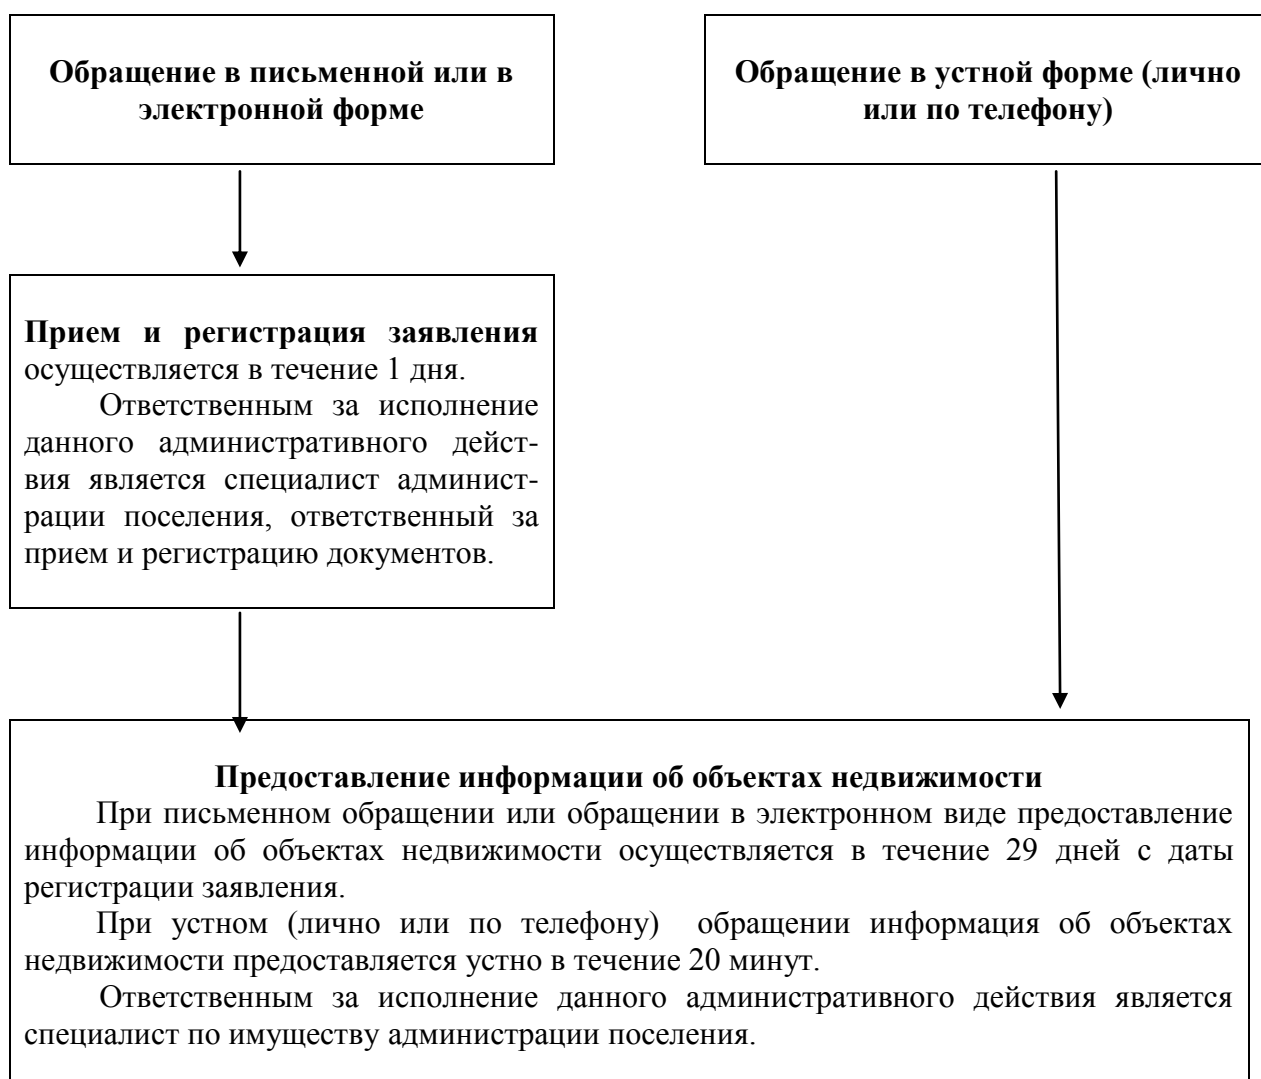 Обращение в письменной или в
электронной форме
Обращение в устной форме (лично
или по телефону)
Прием и регистрация заявления
осуществляется в течение 1 дня.
Ответственным за исполнение
данного административного дейст-
вия является специалист админист-
рации поселения, ответственный за
прием и регистрацию документов.
Предоставление информации об объектах недвижимости
При письменном обращении или обращении в электронном виде предоставление
информации об объектах недвижимости осуществляется в течение 29 дней с даты
регистрации заявления.
При устном (лично или по телефону) обращении информация об объектах
недвижимости предоставляется устно в течение 20 минут.
Ответственным за исполнение данного административного действия является
специалист по имуществу администрации поселения.